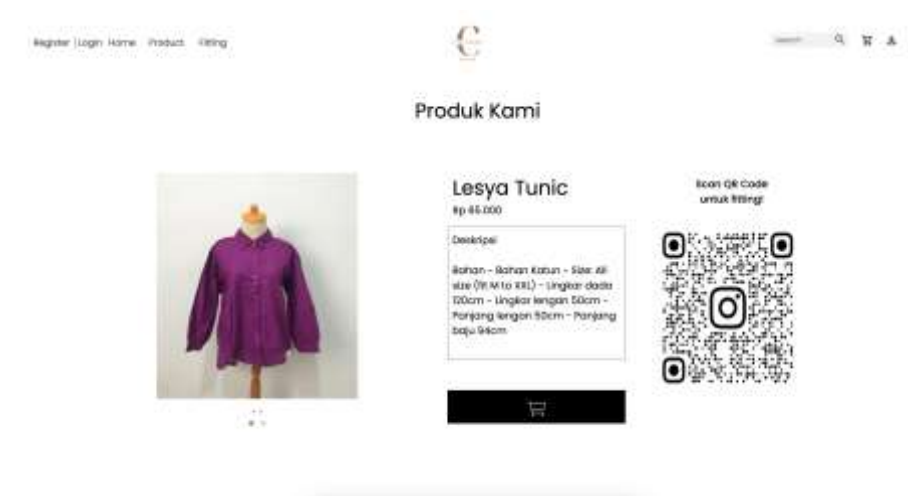 Register | Login Home Product Fitting
Search
Produk Kami
Lesya Tunic
Rp 65.000
Deskripsi
Bahan - Bahan Katun - Size: All
size (fit M to XXL) - Lingkar dada
120cm - Lingkar lengan 50cm -
Panjang lengan 50cm - Panjang
baju 94cm
Scan QR Code
untuk fitting!